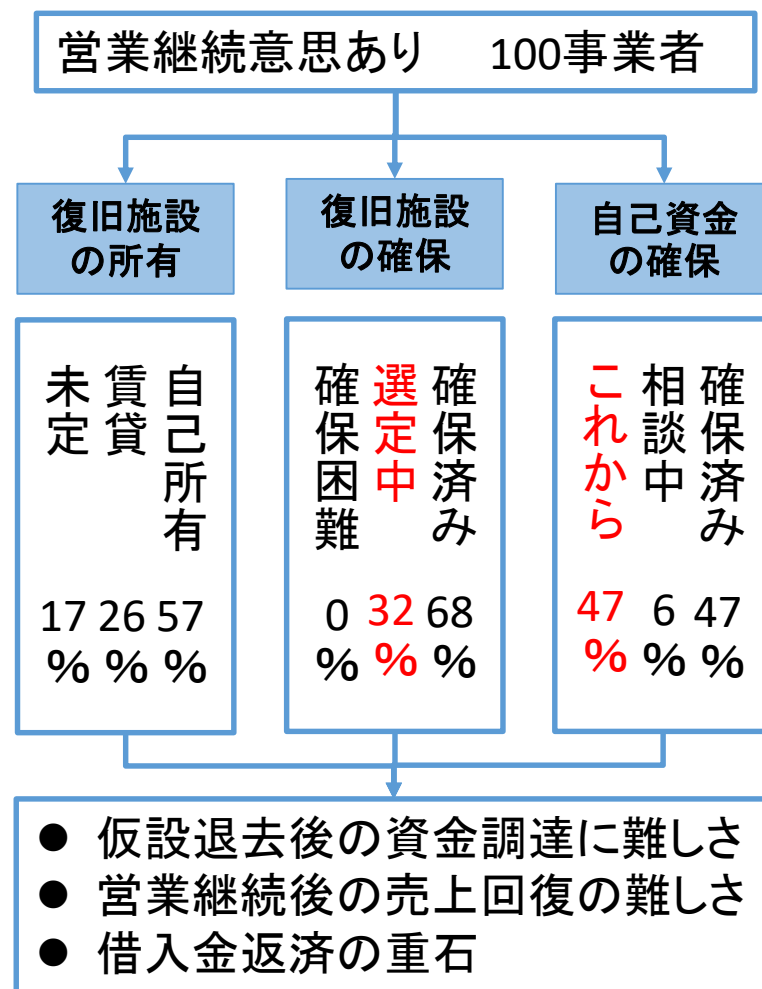 営業継続意思あり　100事業者
復旧施設
の所有
復旧施設
の確保
自己資金
の確保
自己所有
57%
賃貸
26%
未定
17%
確保済み
68%
選定中
32%
確保困難
0%
確保済み
47%
相談中
6%
これから
47%
● 仮設退去後の資金調達に難しさ
● 営業継続後の売上回復の難しさ
● 借入金返済の重石